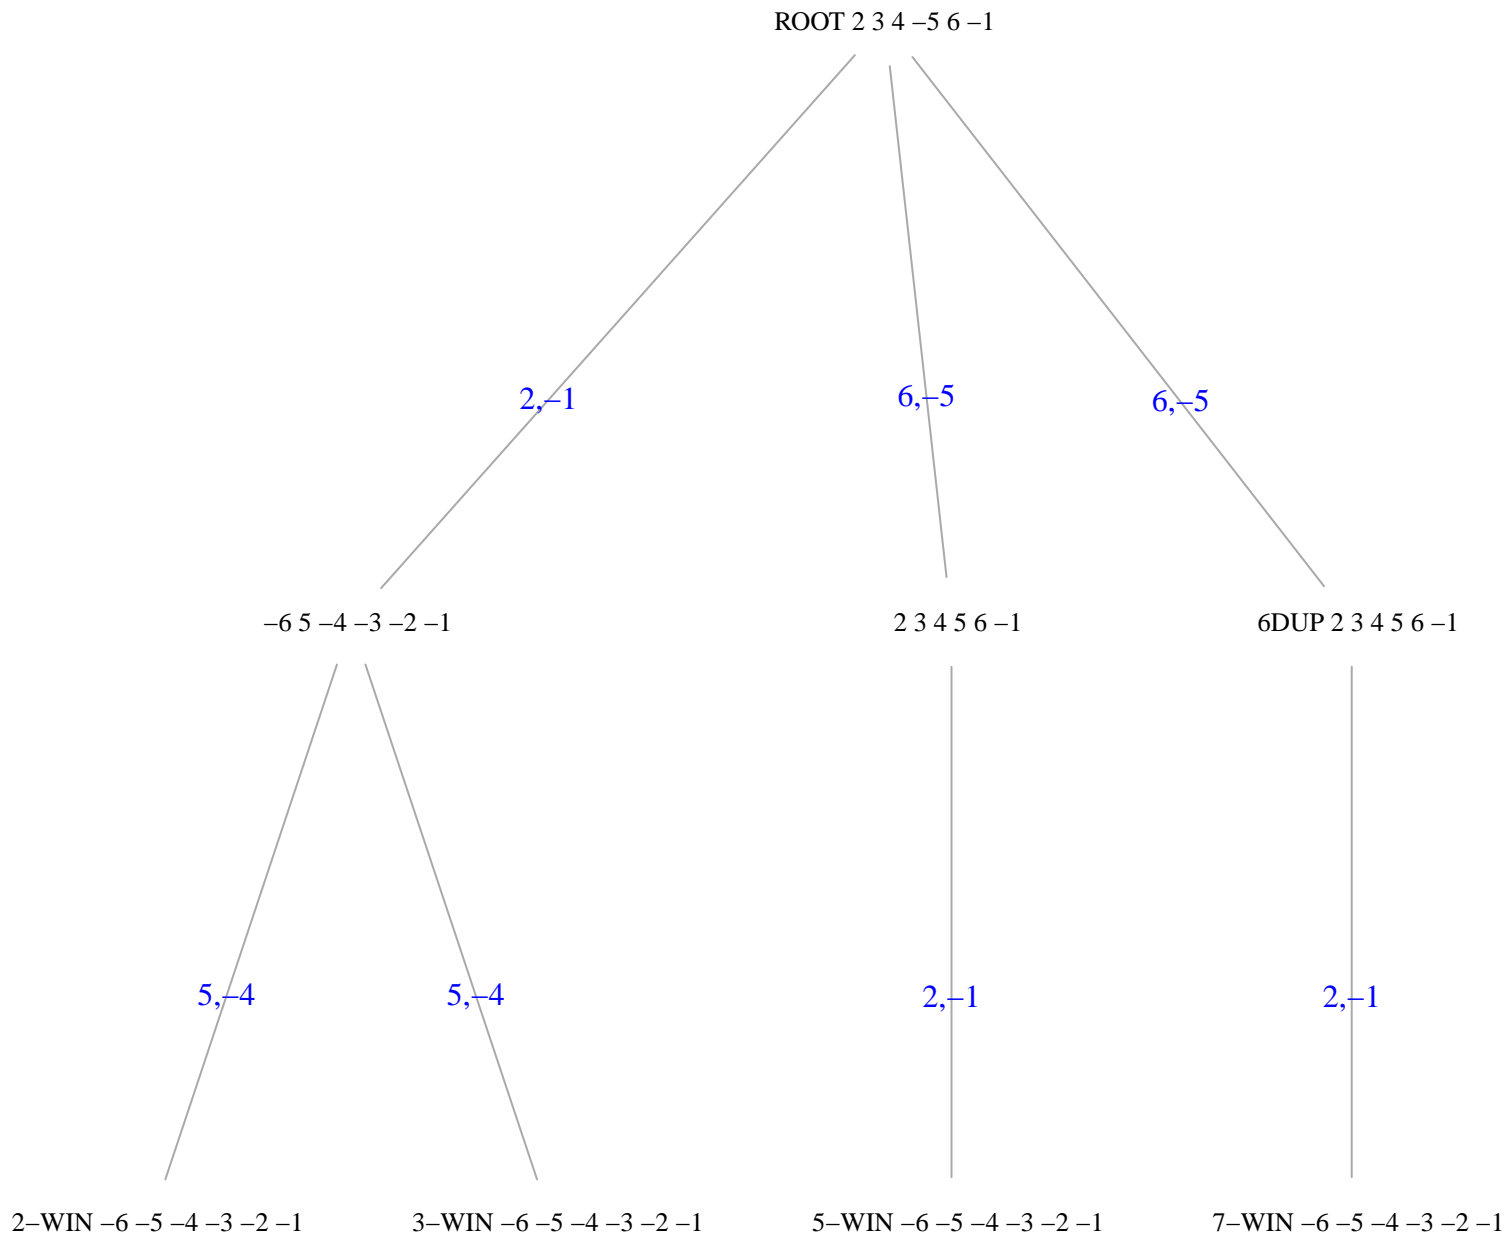 ROOT 2 3 4 –5 6 –1
2,–1
6,–5
6,–5
–6 5 –4 –3 –2 –1
2 3 4 5 6 –1
6DUP 2 3 4 5 6 –1
5,–4
5,–4
2,–1
2,–1
2–WIN –6 –5 –4 –3 –2 –1
3–WIN –6 –5 –4 –3 –2 –1
5–WIN –6 –5 –4 –3 –2 –1
7–WIN –6 –5 –4 –3 –2 –1